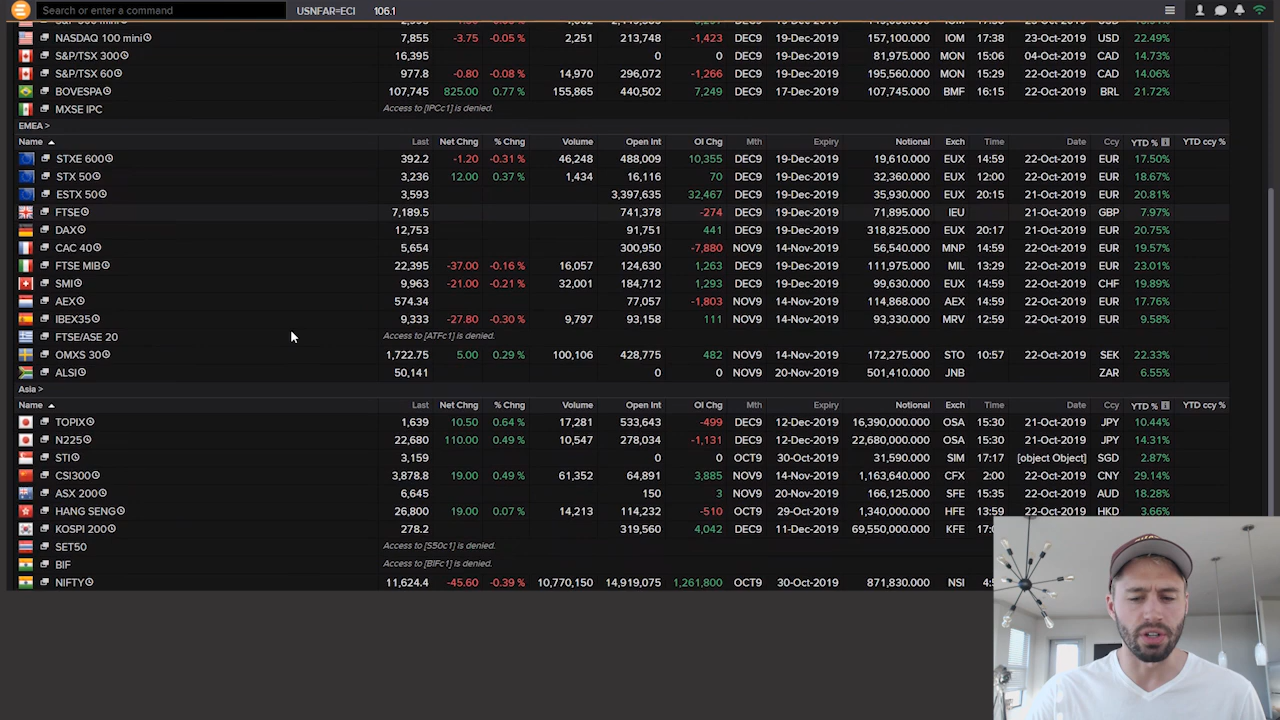 Search or enter a command USNFAR=ECI 106.1
NASDAQ 100 mini 7,855 -3.75 -0.05 % 2,251 213,748 -1,423 DEC9 19-Dec-2019 157,100.000 IOM 17:38 23-Oct-2019 USD 22.49%
S&P/TSX 300 16,395 0 0 DEC9 19-Dec-2019 81,975.000 MON 15:06 04-Oct-2019 CAD 14.73%
S&P/TSX 60 977.8 -0.80 -0.08 % 14,970 296,072 -1,266 DEC9 19-Dec-2019 195,560.000 MON 15:29 22-Oct-2019 CAD 14.06%
BOVESPA 107,745 825.00 0.77 % 155,865 440,502 7,249 DEC9 17-Dec-2019 107,745.000 BMF 16:15 22-Oct-2019 BRL 21.72%
MXSE IPC Access to [IPCc1] is denied.
EMEA >
Name Last Net Chng % Chng Volume Open Int OI Chg Mth Expiry Notional Exch Time Date Ccy YTD % YTD ccy %
STXE 600 392.2 -1.20 -0.31 % 46,248 488,009 10,355 DEC9 19-Dec-2019 19,610.000 EUX 14:59 22-Oct-2019 EUR 17.50%
STX 50 3,236 12.00 0.37 % 1,434 16,116 70 DEC9 19-Dec-2019 32,360.000 EUX 12:00 22-Oct-2019 EUR 18.67%
ESTX 50 3,593 3,397,635 32,467 DEC9 19-Dec-2019 35,930.000 EUX 20:15 22-Oct-2019 EUR 20.81%
FTSE 7,189.5 741,378 -274 DEC9 19-Dec-2019 71,895.000 IEU 21-Oct-2019 GBP 7.97%
DAX 12,753 91,751 441 DEC9 19-Dec-2019 318,825.000 EUX 20:17 22-Oct-2019 EUR 20.75%
CAC 40 5,654 300,950 -7,880 NOV9 14-Nov-2019 56,540.000 MNP 14:59 22-Oct-2019 EUR 19.57%
FTSE MIB 22,395 -37.00 -0.16 % 16,057 124,630 1,263 DEC9 19-Dec-2019 111,975.000 MIL 13:29 22-Oct-2019 EUR 23.01%
SMI 9,963 -21.00 -0.21 % 32,001 184,712 1,293 DEC9 19-Dec-2019 99,630.000 EUX 14:59 22-Oct-2019 CHF 19.89%
AEX 574.34 77,057 -1,803 NOV9 14-Nov-2019 114,868.000 AEX 14:59 22-Oct-2019 EUR 17.76%
IBEX35 9,333 -27.80 -0.30 % 9,797 93,158 111 NOV9 14-Nov-2019 93,330.000 MRV 12:59 22-Oct-2019 EUR 9.58%
FTSE/ASE 20 Access to [ATFc1] is denied.
OMXS 30 1,722.75 5.00 0.29 % 100,106 428,775 482 NOV9 14-Nov-2019 172,275.000 STO 10:57 22-Oct-2019 SEK 22.33%
ALSI 50,141 0 0 NOV9 20-Nov-2019 501,410.000 JNB ZAR 6.55%
Asia >
Name Last Net Chng % Chng Volume Open Int OI Chg Mth Expiry Notional Exch Time Date Ccy YTD % YTD ccy %
TOPIX 1,639 10.50 0.64 % 17,281 533,643 -499 DEC9 12-Dec-2019 16,390,000.000 OSA 15:30 21-Oct-2019 JPY 10.44%
N225 22,680 110.00 0.49 % 10,547 278,034 -1,131 DEC9 12-Dec-2019 22,680,000.000 OSA 15:30 21-Oct-2019 JPY 14.31%
STI 3,159 0 0 OCT9 30-Oct-2019 31,590.000 SIM 17:17 [object Object] SGD 2.87%
CSI300 3,878.8 19.00 0.49 % 61,352 64,891 3,885 NOV9 14-Nov-2019 1,163,640.000 CFX 2:00 22-Oct-2019 CNY 29.14%
ASX 200 6,645 150 3 NOV9 20-Nov-2019 166,125.000 SFE 15:35 22-Oct-2019 AUD 18.28%
HANG SENG 26,800 19.00 0.07 % 14,213 114,232 -510 OCT9 29-Oct-2019 1,340,000.000 HFE 13:59 22-Oct-2019 HKD 3.66%
KOSPI 200 278.2 319,560 4,042 DEC9 11-Dec-2019 69,550,000.000 KFE
SET50 Access to [S50c1] is denied.
BIF Access to [BIFc1] is denied.
NIFTY 11,624.4 -45.60 -0.39 % 10,770,150 14,919,075 1,261,800 OCT9 30-Oct-2019 871,830.000 NSI